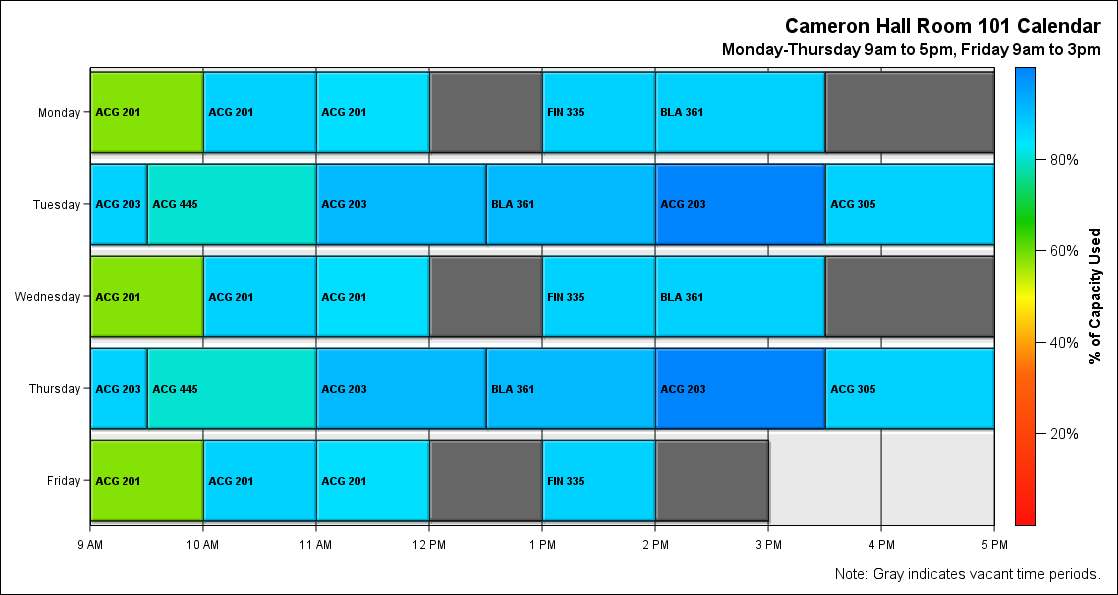 Cameron Hall Room 101 Calendar
Monday-Thursday 9am to 5pm, Friday 9am to 3pm
Monday
ACG 201 ACG 201 ACG 201 FIN 335 BLA 361
Tuesday
ACG 203 ACG 445 ACG 203 BLA 361 ACG 203 ACG 305
Wednesday
ACG 201 ACG 201 ACG 201 FIN 335 BLA 361
Thursday
ACG 203 ACG 445 ACG 203 BLA 361 ACG 203 ACG 305
Friday
ACG 201 ACG 201 ACG 201 FIN 335
9 AM 10 AM 11 AM 12 PM 1 PM 2 PM 3 PM 4 PM 5 PM
80%
60%
40%
20%
% of Capacity Used
Note: Gray indicates vacant time periods.